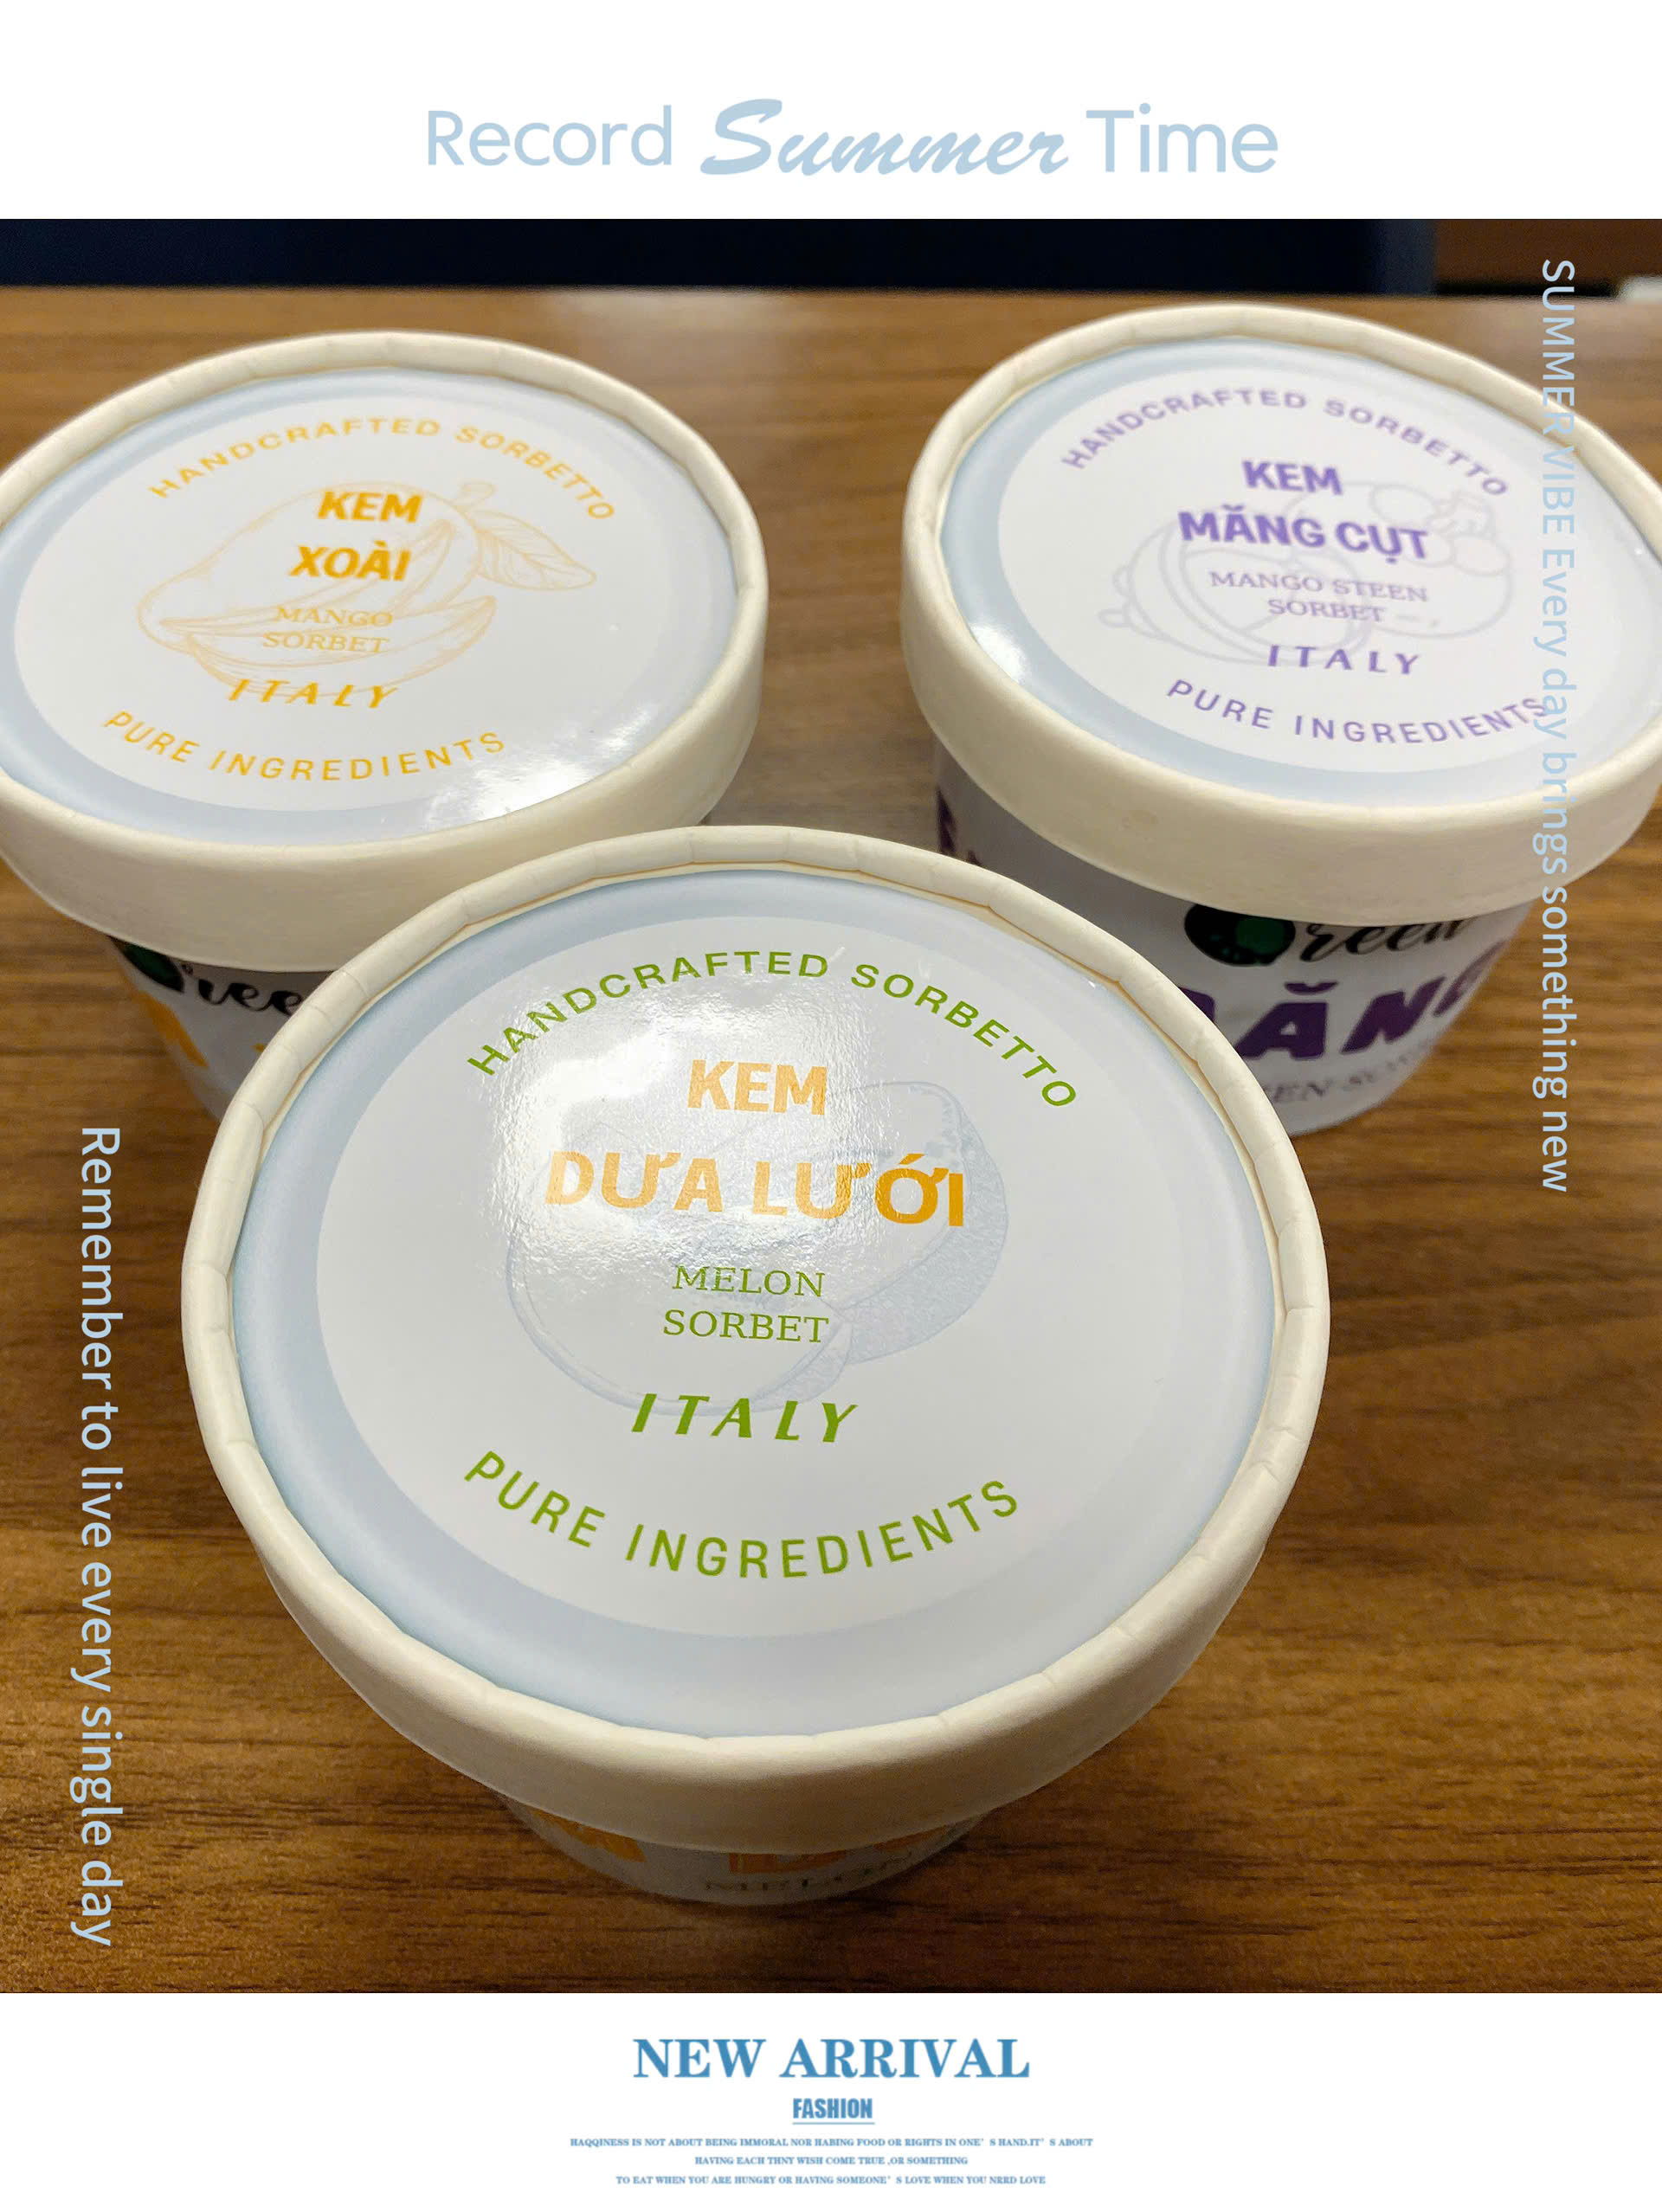 Record Summer Time
SUMMER VIBE Every day brings something new
HANDCRAFTED SORBETTO
KEM
XOÀI
MANGO
SORBET
ITALY
PURE INGREDIENTS
HANDCRAFTED SORBETTO
KEM
MĂNG CỤT
MANGO STEEN
SORBET
ITALY
PURE INGREDIENTS
Green
HANDCRAFTED SORBETTO
KEM
DƯA LƯỚI
MELON
SORBET
ITALY
PURE INGREDIENTS
Remember to live every single day
NEW ARRIVAL
FASHION
HAQQINESS IS NOT ABOUT BEING IMMORAL NOR HABING FOOD OR RIGHTS IN ONE'S HAND.IT'S ABOUT
HAVING EACH THNY WISH COME TRUE ,OR SOMETHING
TO EAT WHEN YOU ARE HUNGRY OR HAVING SOMEONE'S LOVE WHEN YOU NRRD LOVE